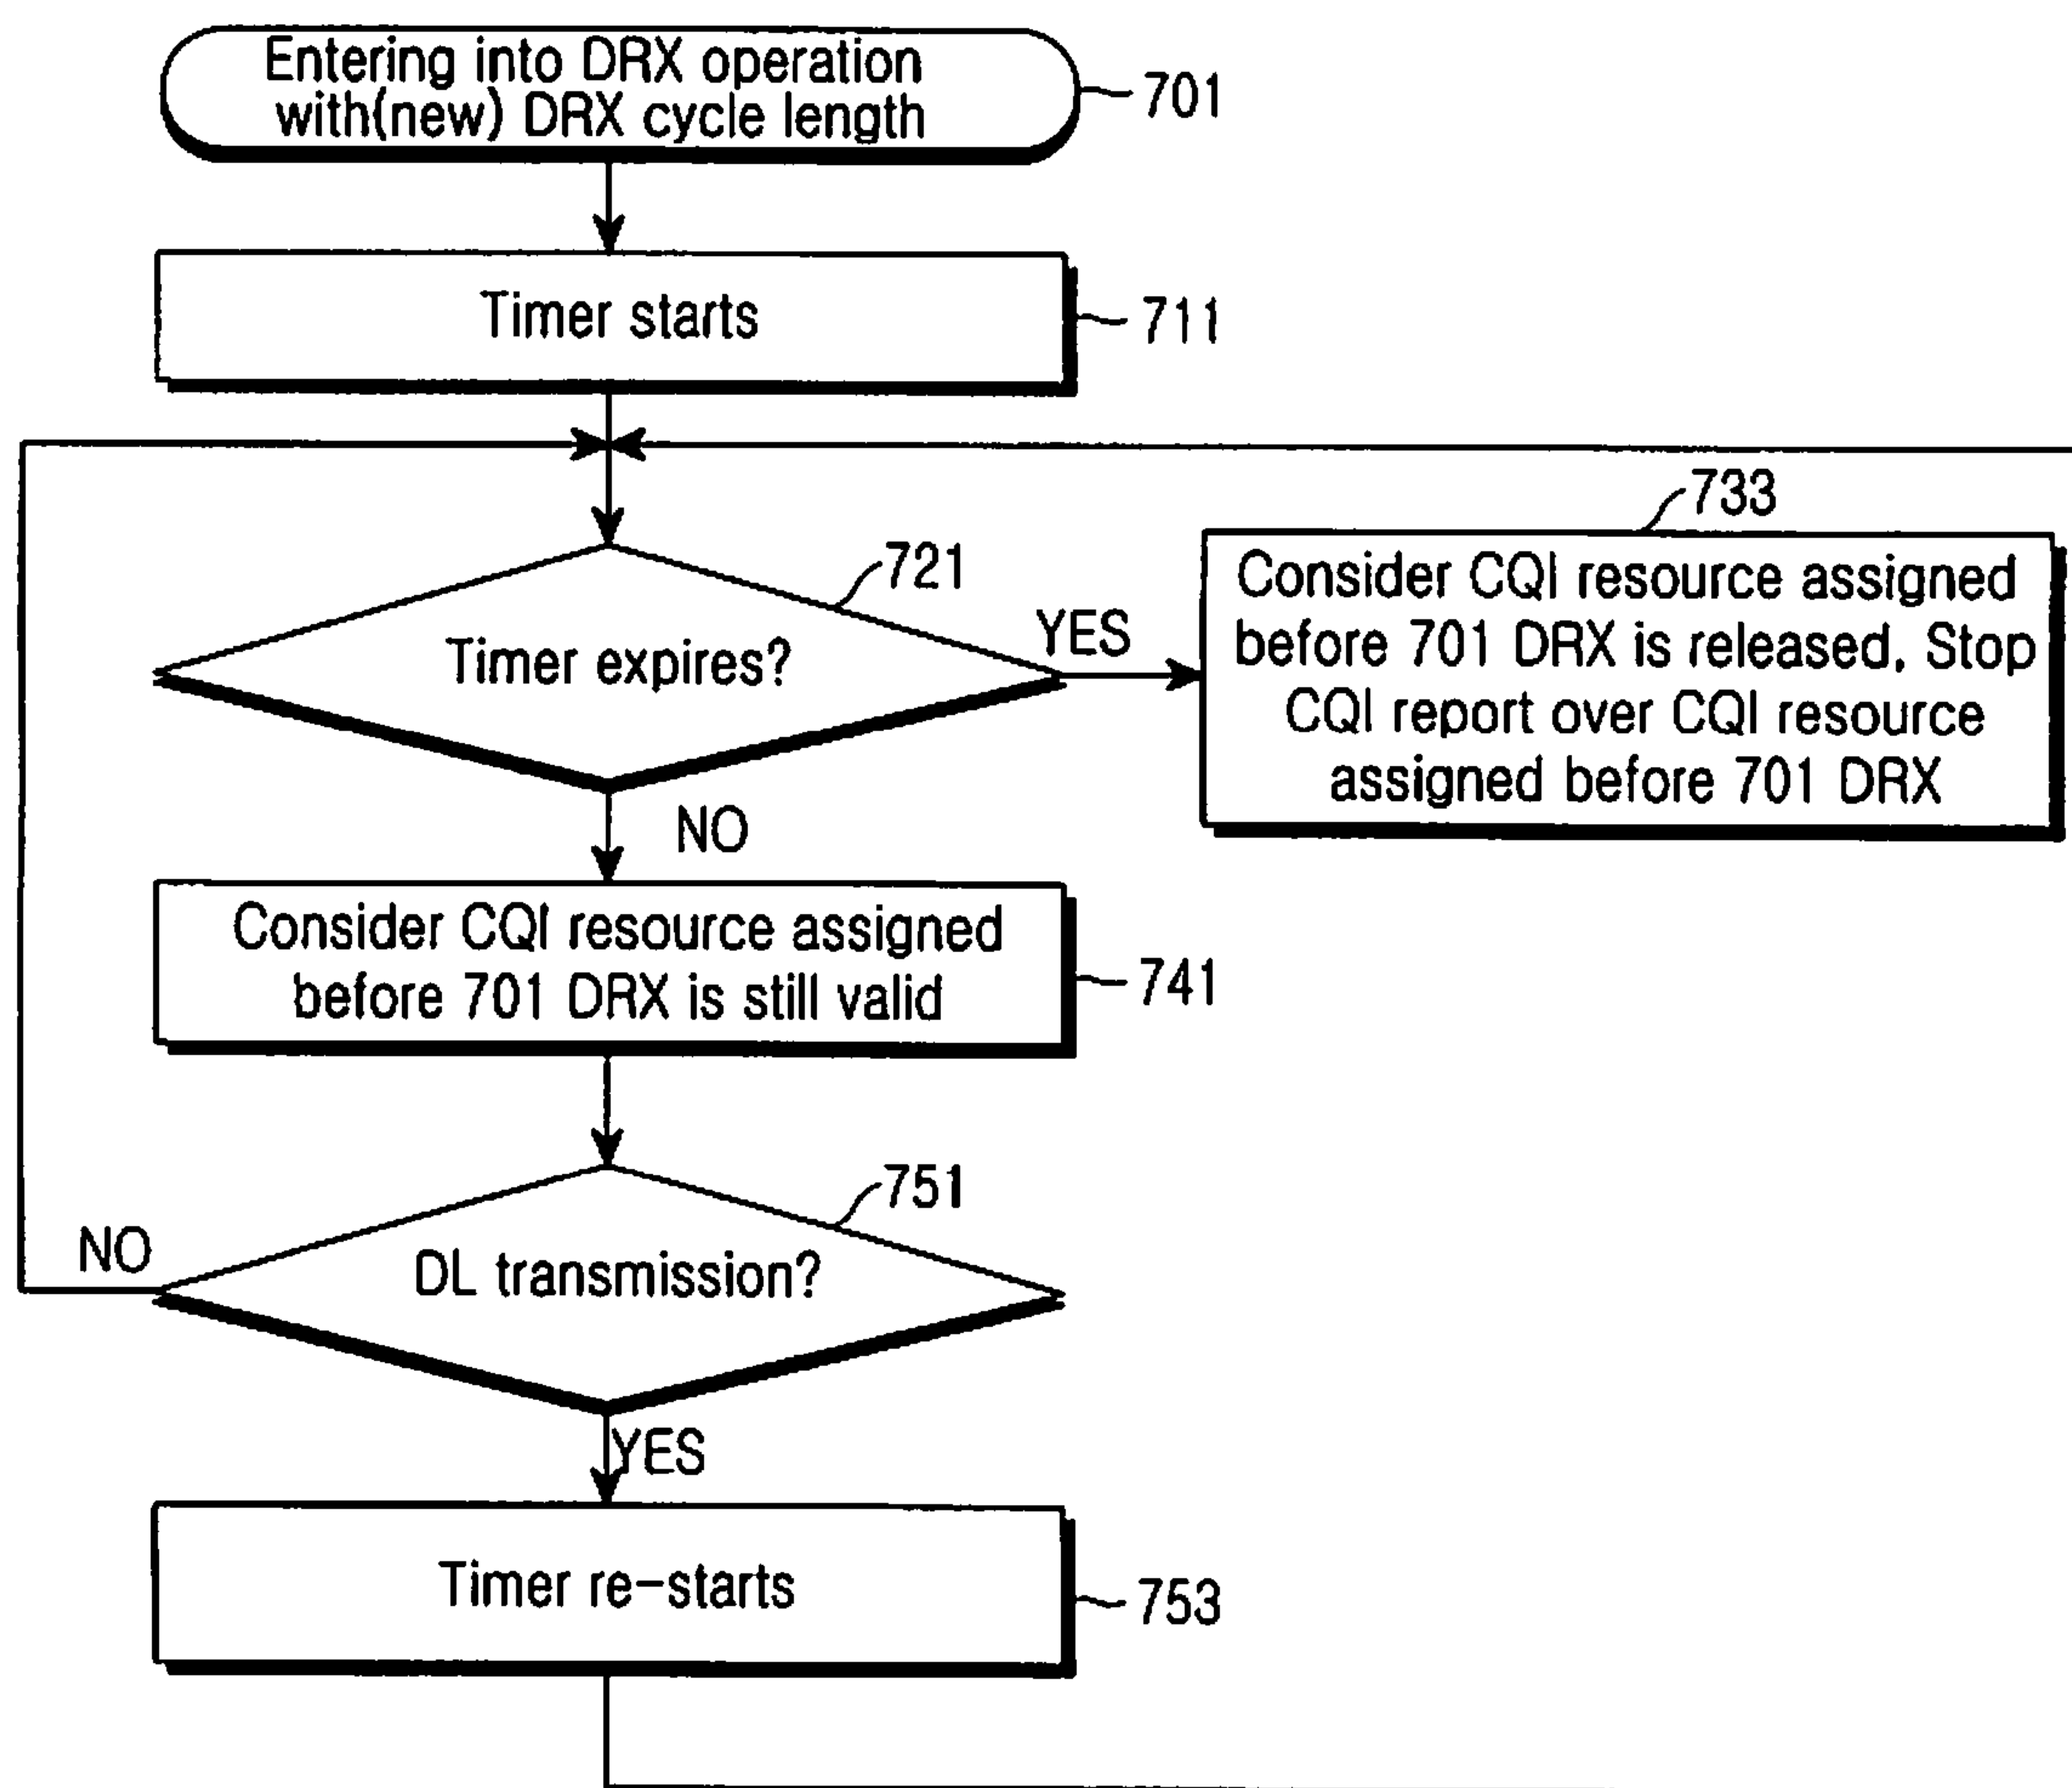 Entering into DRX operation
with(new) DRX cycle length
701
Timer starts
711
733
721
Timer expires?
YES
Consider CQI resource assigned
before 701 DRX is released. Stop
CQI report over CQI resource
assigned before 701 DRX
NO
Consider CQI resource assigned
before 701 DRX is still valid
741
751
NO
DL transmission?
YES
Timer re-starts
753